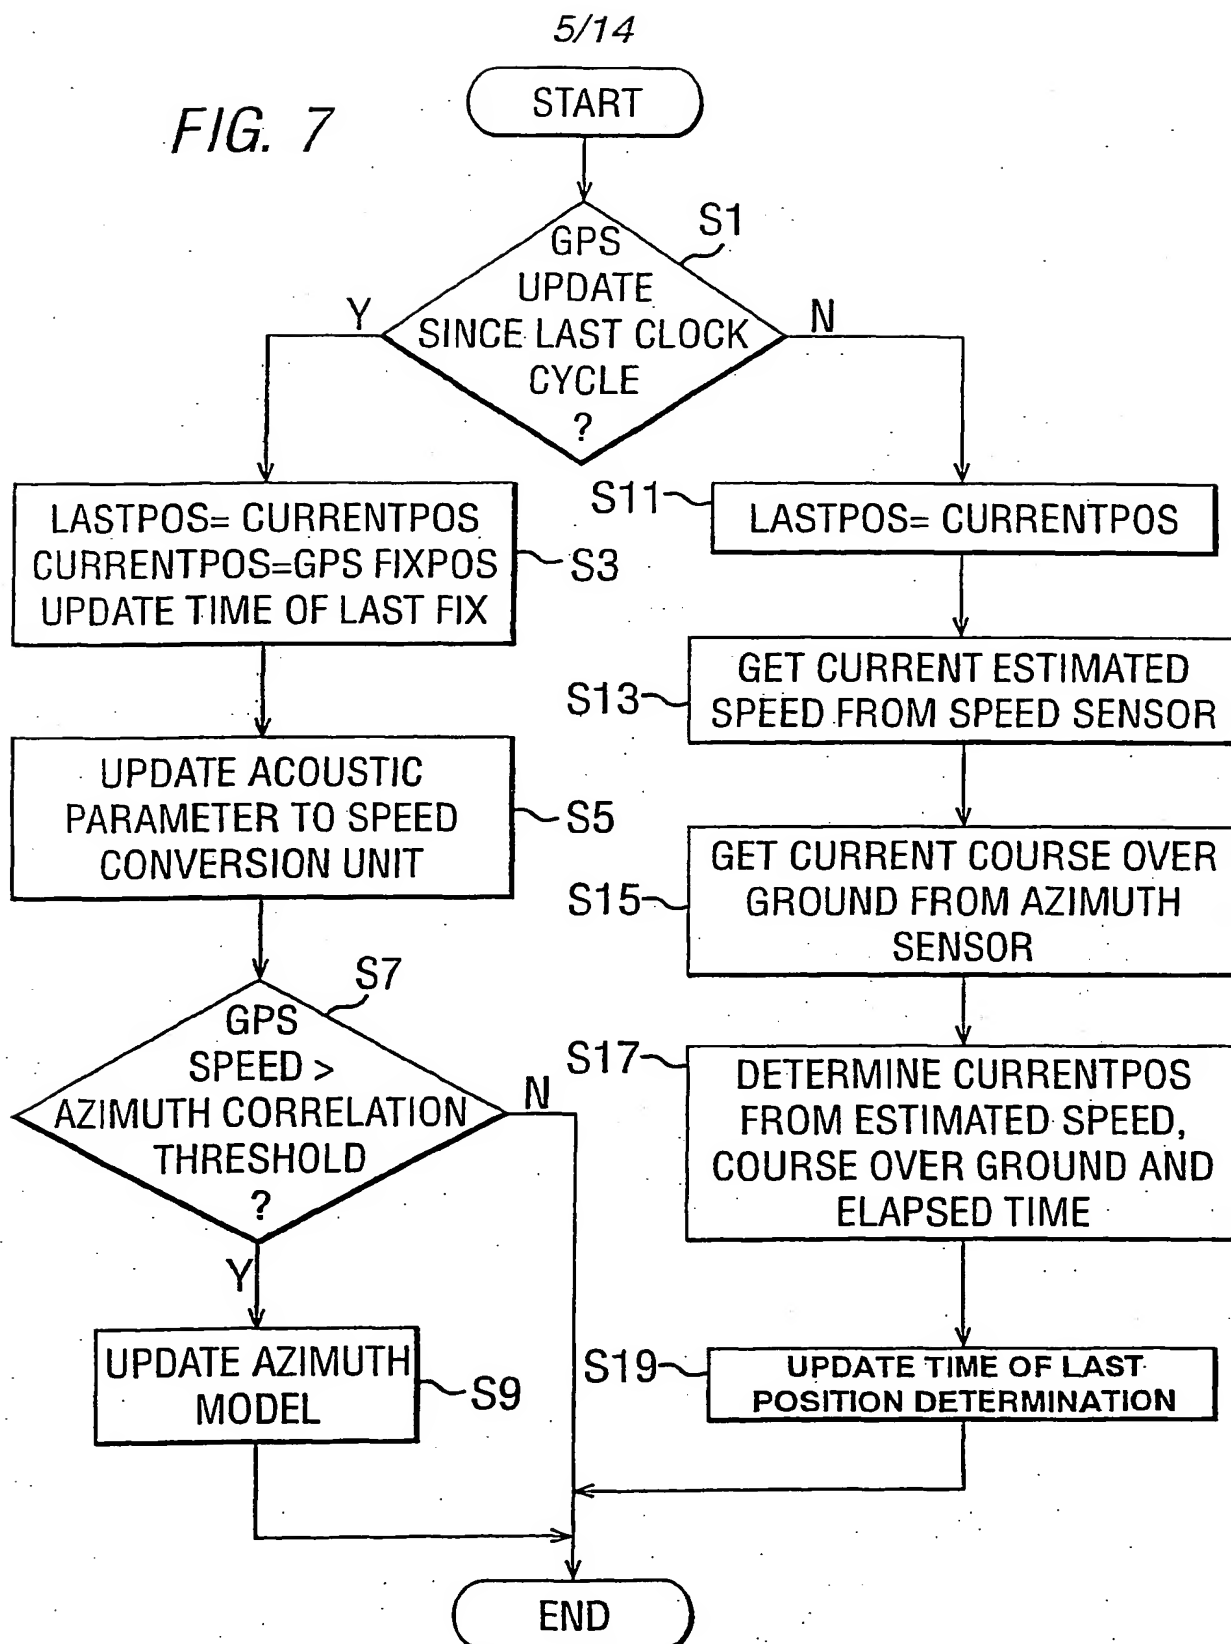 5/14
FIG. 7
START
S1
GPS
UPDATE
SINCE LAST CLOCK
CYCLE
?
Y
N
LASTPOS= CURRENTPOS
CURRENTPOS=GPS FIXPOS
UPDATE TIME OF LAST FIX
S3
UPDATE ACOUSTIC
PARAMETER TO SPEED
CONVERSION UNIT
S5
S7
GPS
SPEED >
AZIMUTH CORRELATION
THRESHOLD
?
N
Y
UPDATE AZIMUTH
MODEL
S9
S11
LASTPOS= CURRENTPOS
S13
GET CURRENT ESTIMATED
SPEED FROM SPEED SENSOR
S15
GET CURRENT COURSE OVER
GROUND FROM AZIMUTH
SENSOR
S17
DETERMINE CURRENTPOS
FROM ESTIMATED SPEED,
COURSE OVER GROUND AND
ELAPSED TIME
S19
UPDATE TIME OF LAST
POSITION DETERMINATION
END